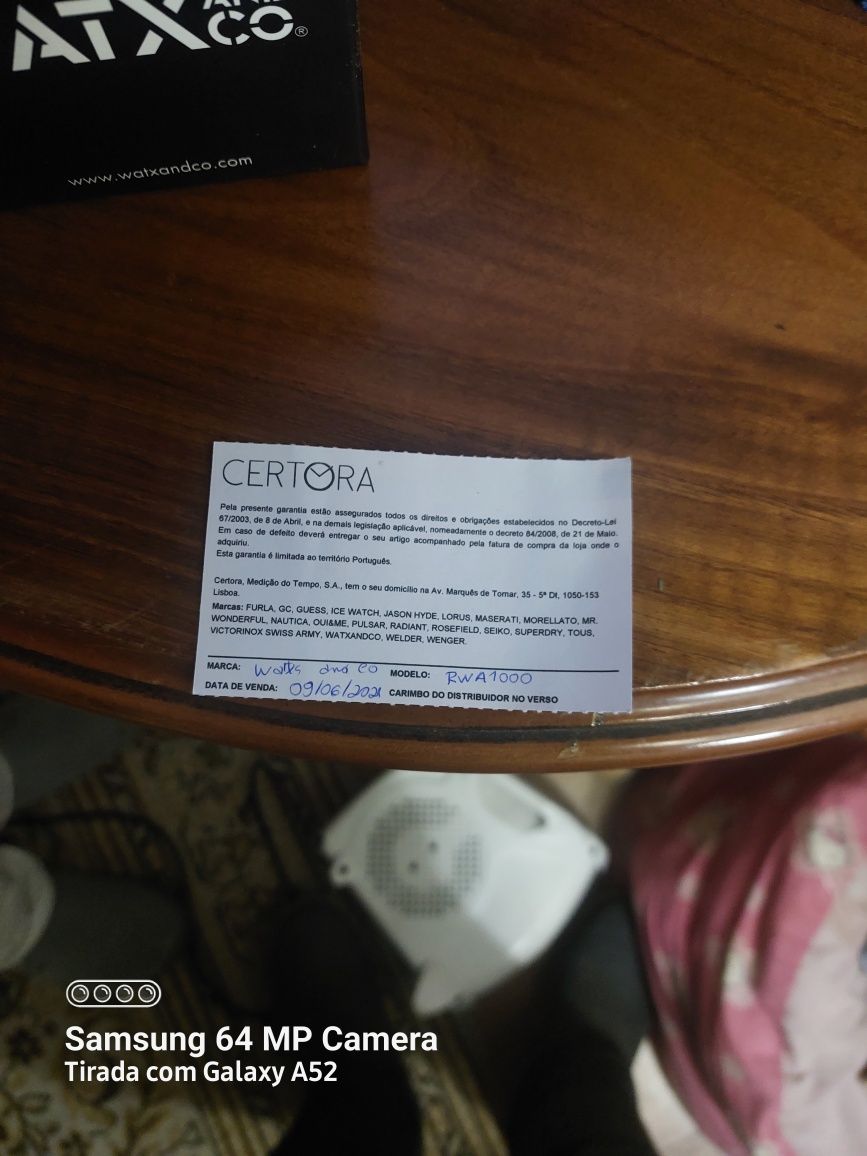 ATX AND
CO®
www.watxandco.com
CERTORA
Pela presente garantia estão assegurados todos os direitos e obrigações estabelecidos no Decreto-Lei
67/2003, de 8 de Abril, e na demais legislação aplicável, nomeadamente o decreto 84/2008, de 21 de Maio.
Em caso de defeito deverá entregar o seu artigo acompanhado pela fatura de compra da loja onde o
adquiriu.
Esta garantia é limitada ao território Português.
Certora, Medição do Tempo, S.A., tem o seu domicílio na Av. Marquês de Tomar, 35 - 5º Dt, 1050-153
Lisboa.
Marcas: FURLA, GC, GUESS, ICE WATCH, JASON HYDE, LORUS, MASERATI, MORELLATO, MR.
WONDERFUL, NAUTICA, OUI&ME, PULSAR, RADIANT, ROSEFIELD, SEIKO, SUPERDRY, TOUS,
VICTORINOX SWISS ARMY, WATXANDCO, WELDER, WENGER.
MARCA: Watxs and co MODELO: RWA1000
DATA DE VENDA: 09/06/2021 CARIMBO DO DISTRIBUIDOR NO VERSO
Samsung 64 MP Camera
Tirada com Galaxy A52